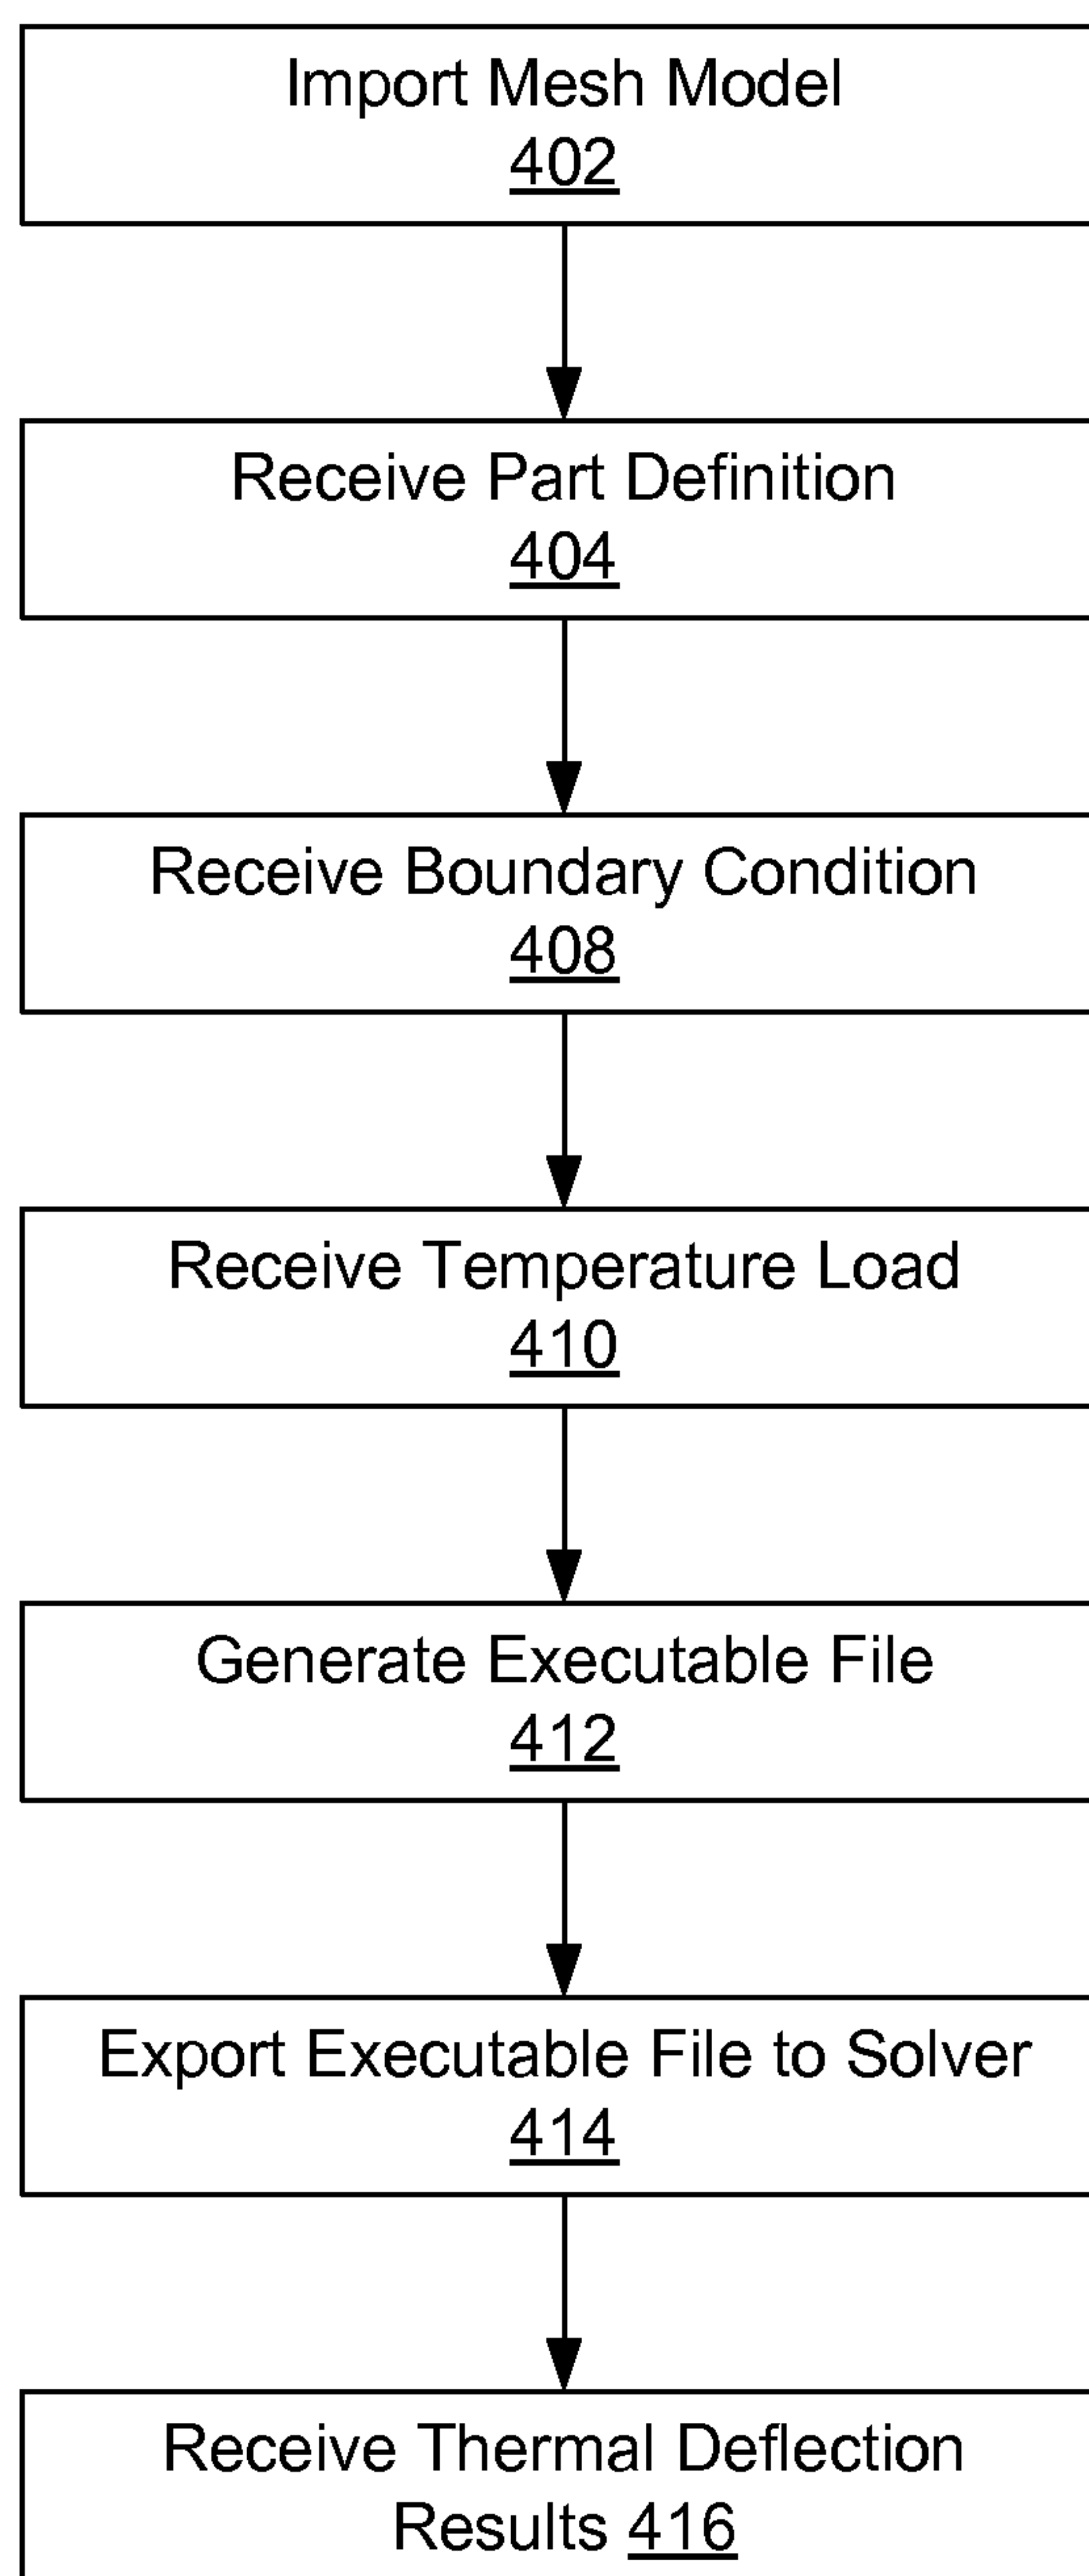 Import Mesh Model
402
Receive Part Definition
404
Receive Boundary Condition
408
Receive Temperature Load
410
Generate Executable File
412
Export Executable File to Solver
414
Receive Thermal Deflection
Results 416